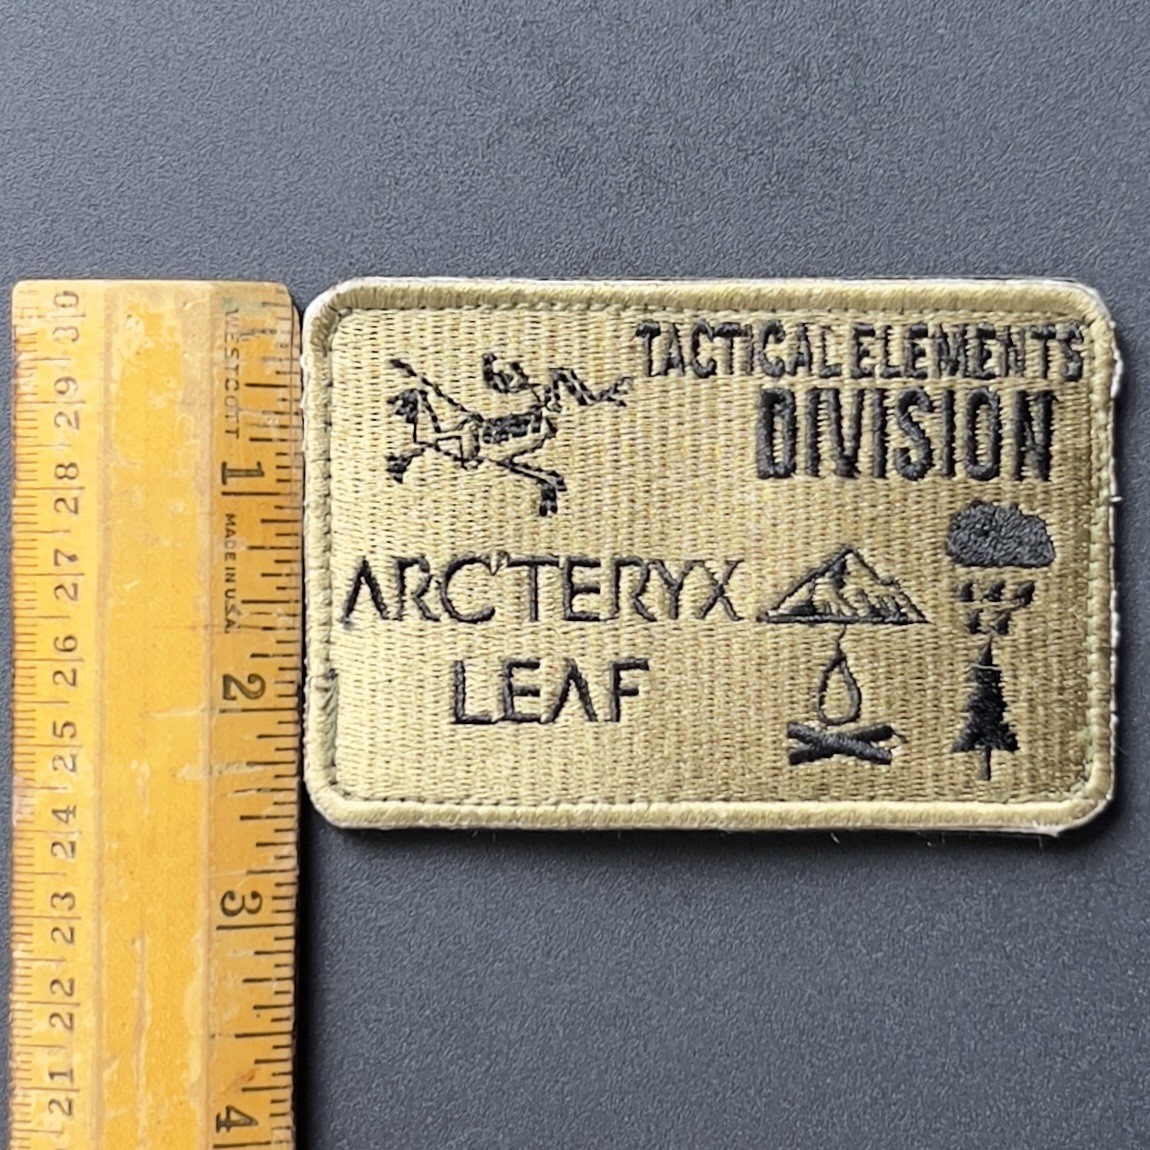 TACTICAL ELEMENTS
DIVISION
ARC'TERYX
LEAF
WESTCOTT
MADE IN U.S.A.
1
2
3
4
30
29
28
27
26
25
24
23
22
21